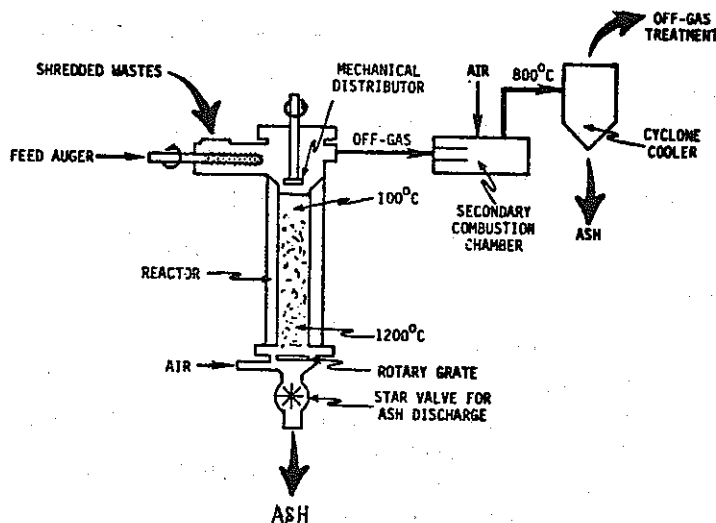 OFF-GAS
TREATMENT
MECHANICAL
DISTRIBUTOR
AIR
800°C
SHREDDED WASTES
FEED AUGER
OFF-GAS
CYCLONE
COOLER
100°C
SECONDARY
COMBUSTION
CHAMBER
ASH
REACTOR
1200°C
AIR
ROTARY GRATE
STAR VALVE FOR
ASH DISCHARGE
ASH